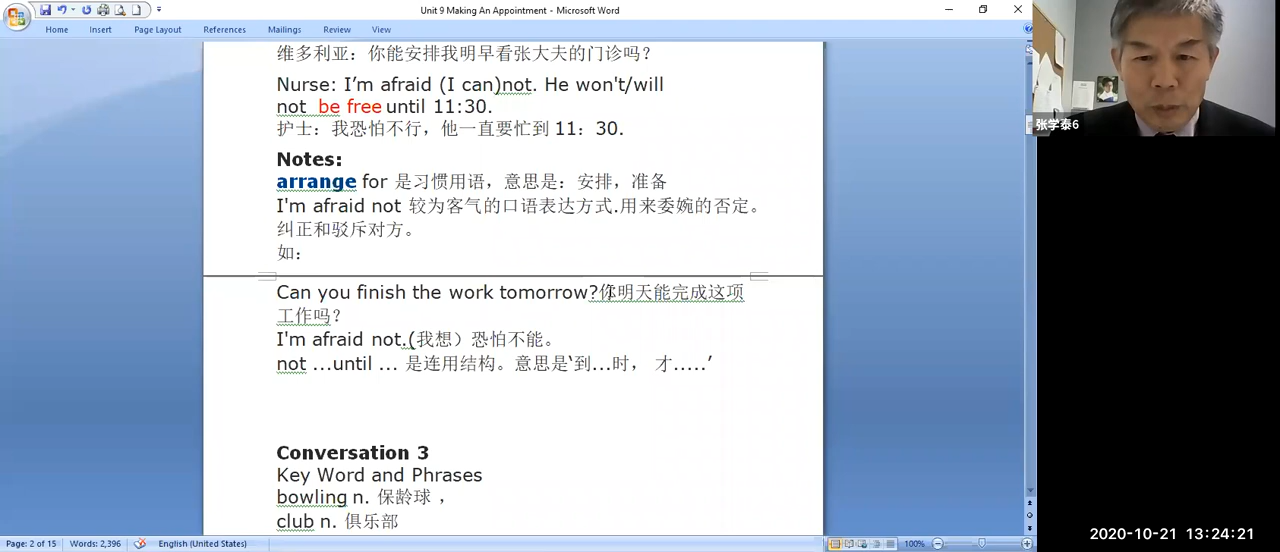 Unit 9 Making An Appointment - Microsoft Word
Home Insert Page Layout References Mailings Review View
维多利亚：你能安排我明早看张大夫的门诊吗？
Nurse: I'm afraid (I can)not. He won't/will
not be free until 11:30.
护士：我恐怕不行，他一直要忙到 11：30.
Notes:
arrange for 是习惯用语，意思是：安排，准备
I'm afraid not 较为客气的口语表达方式.用来委婉的否定。
纠正和驳斥对方。
如：
Can you finish the work tomorrow?你明天能完成这项
工作吗？
I'm afraid not.(我想）恐怕不能。
not ...until ... 是连用结构。意思是‘到...时， 才.....’
Conversation 3
Key Word and Phrases
bowling n. 保龄球 ，
club n. 俱乐部
张学泰6
Page: 2 of 15 Words: 2,396 English (United States) 100%
2020-10-21 13:24:21